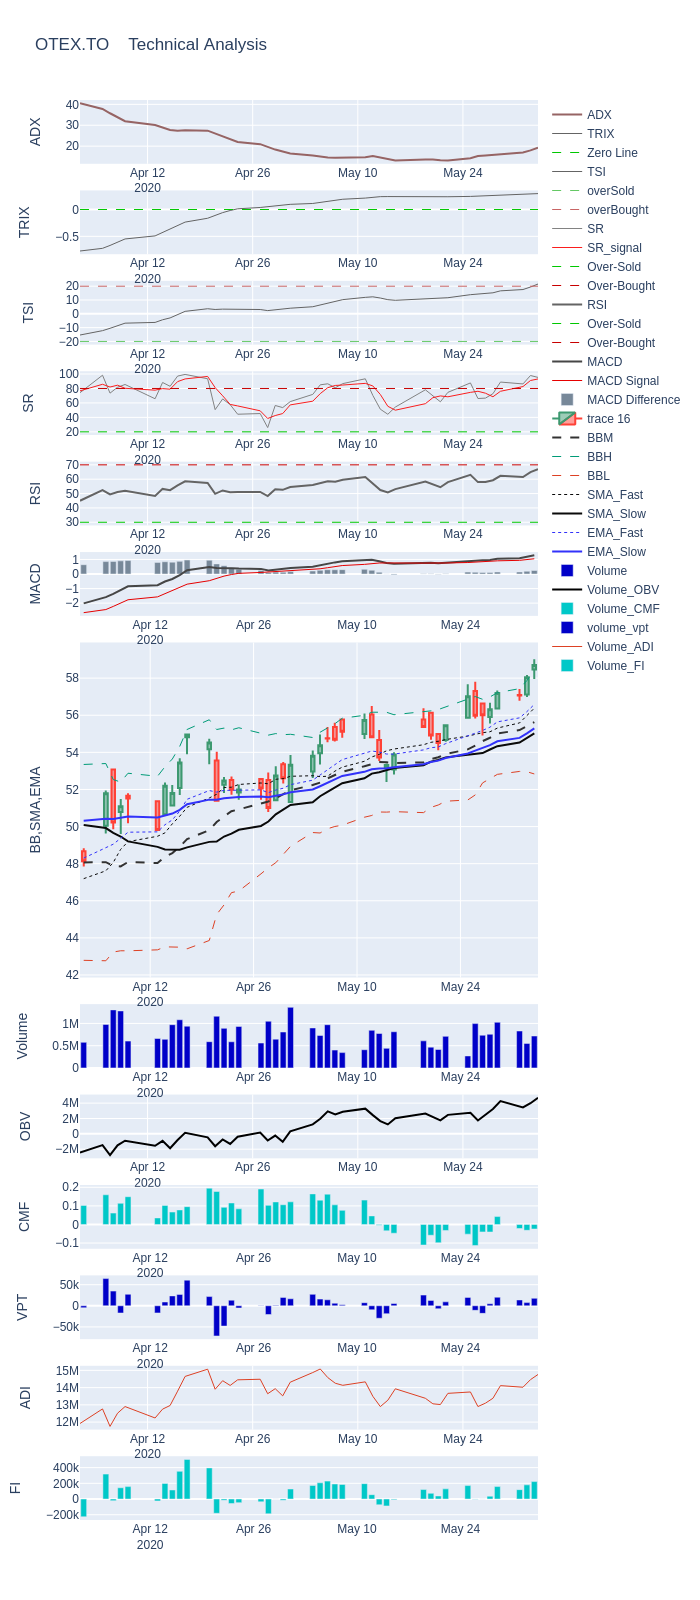 OTEX.TO    Technical Analysis
ADX
40
30
20
Apr 12
2020
Apr 26
May 10
May 24
TRIX
0
−0.5
Apr 12
2020
Apr 26
May 10
May 24
TSI
20
10
0
−10
−20
Apr 12
2020
Apr 26
May 10
May 24
SR
100
80
60
40
20
Apr 12
2020
Apr 26
May 10
May 24
RSI
70
60
50
40
30
Apr 12
2020
Apr 26
May 10
May 24
MACD
1
0
−1
−2
Apr 12
2020
Apr 26
May 10
May 24
BB,SMA,EMA
58
56
54
52
50
48
46
44
42
Apr 12
2020
Apr 26
May 10
May 24
Volume
1M
0.5M
0
Apr 12
2020
Apr 26
May 10
May 24
OBV
4M
2M
0
−2M
Apr 12
2020
Apr 26
May 10
May 24
CMF
0.2
0.1
0
−0.1
Apr 12
2020
Apr 26
May 10
May 24
VPT
50k
0
−50k
Apr 12
2020
Apr 26
May 10
May 24
ADI
15M
14M
13M
12M
Apr 12
2020
Apr 26
May 10
May 24
FI
400k
200k
0
−200k
Apr 12
2020
Apr 26
May 10
May 24
ADX
TRIX
Zero Line
TSI
overSold
overBought
SR
SR_signal
Over-Sold
Over-Bought
RSI
Over-Sold
Over-Bought
MACD
MACD Signal
MACD Difference
trace 16
BBM
BBH
BBL
SMA_Fast
SMA_Slow
EMA_Fast
EMA_Slow
Volume
Volume_OBV
Volume_CMF
volume_vpt
Volume_ADI
Volume_FI